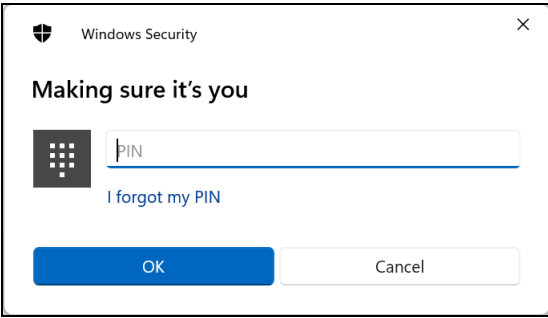 Windows Security
Making sure it’s you
PIN
I forgot my PIN
OK
Cancel